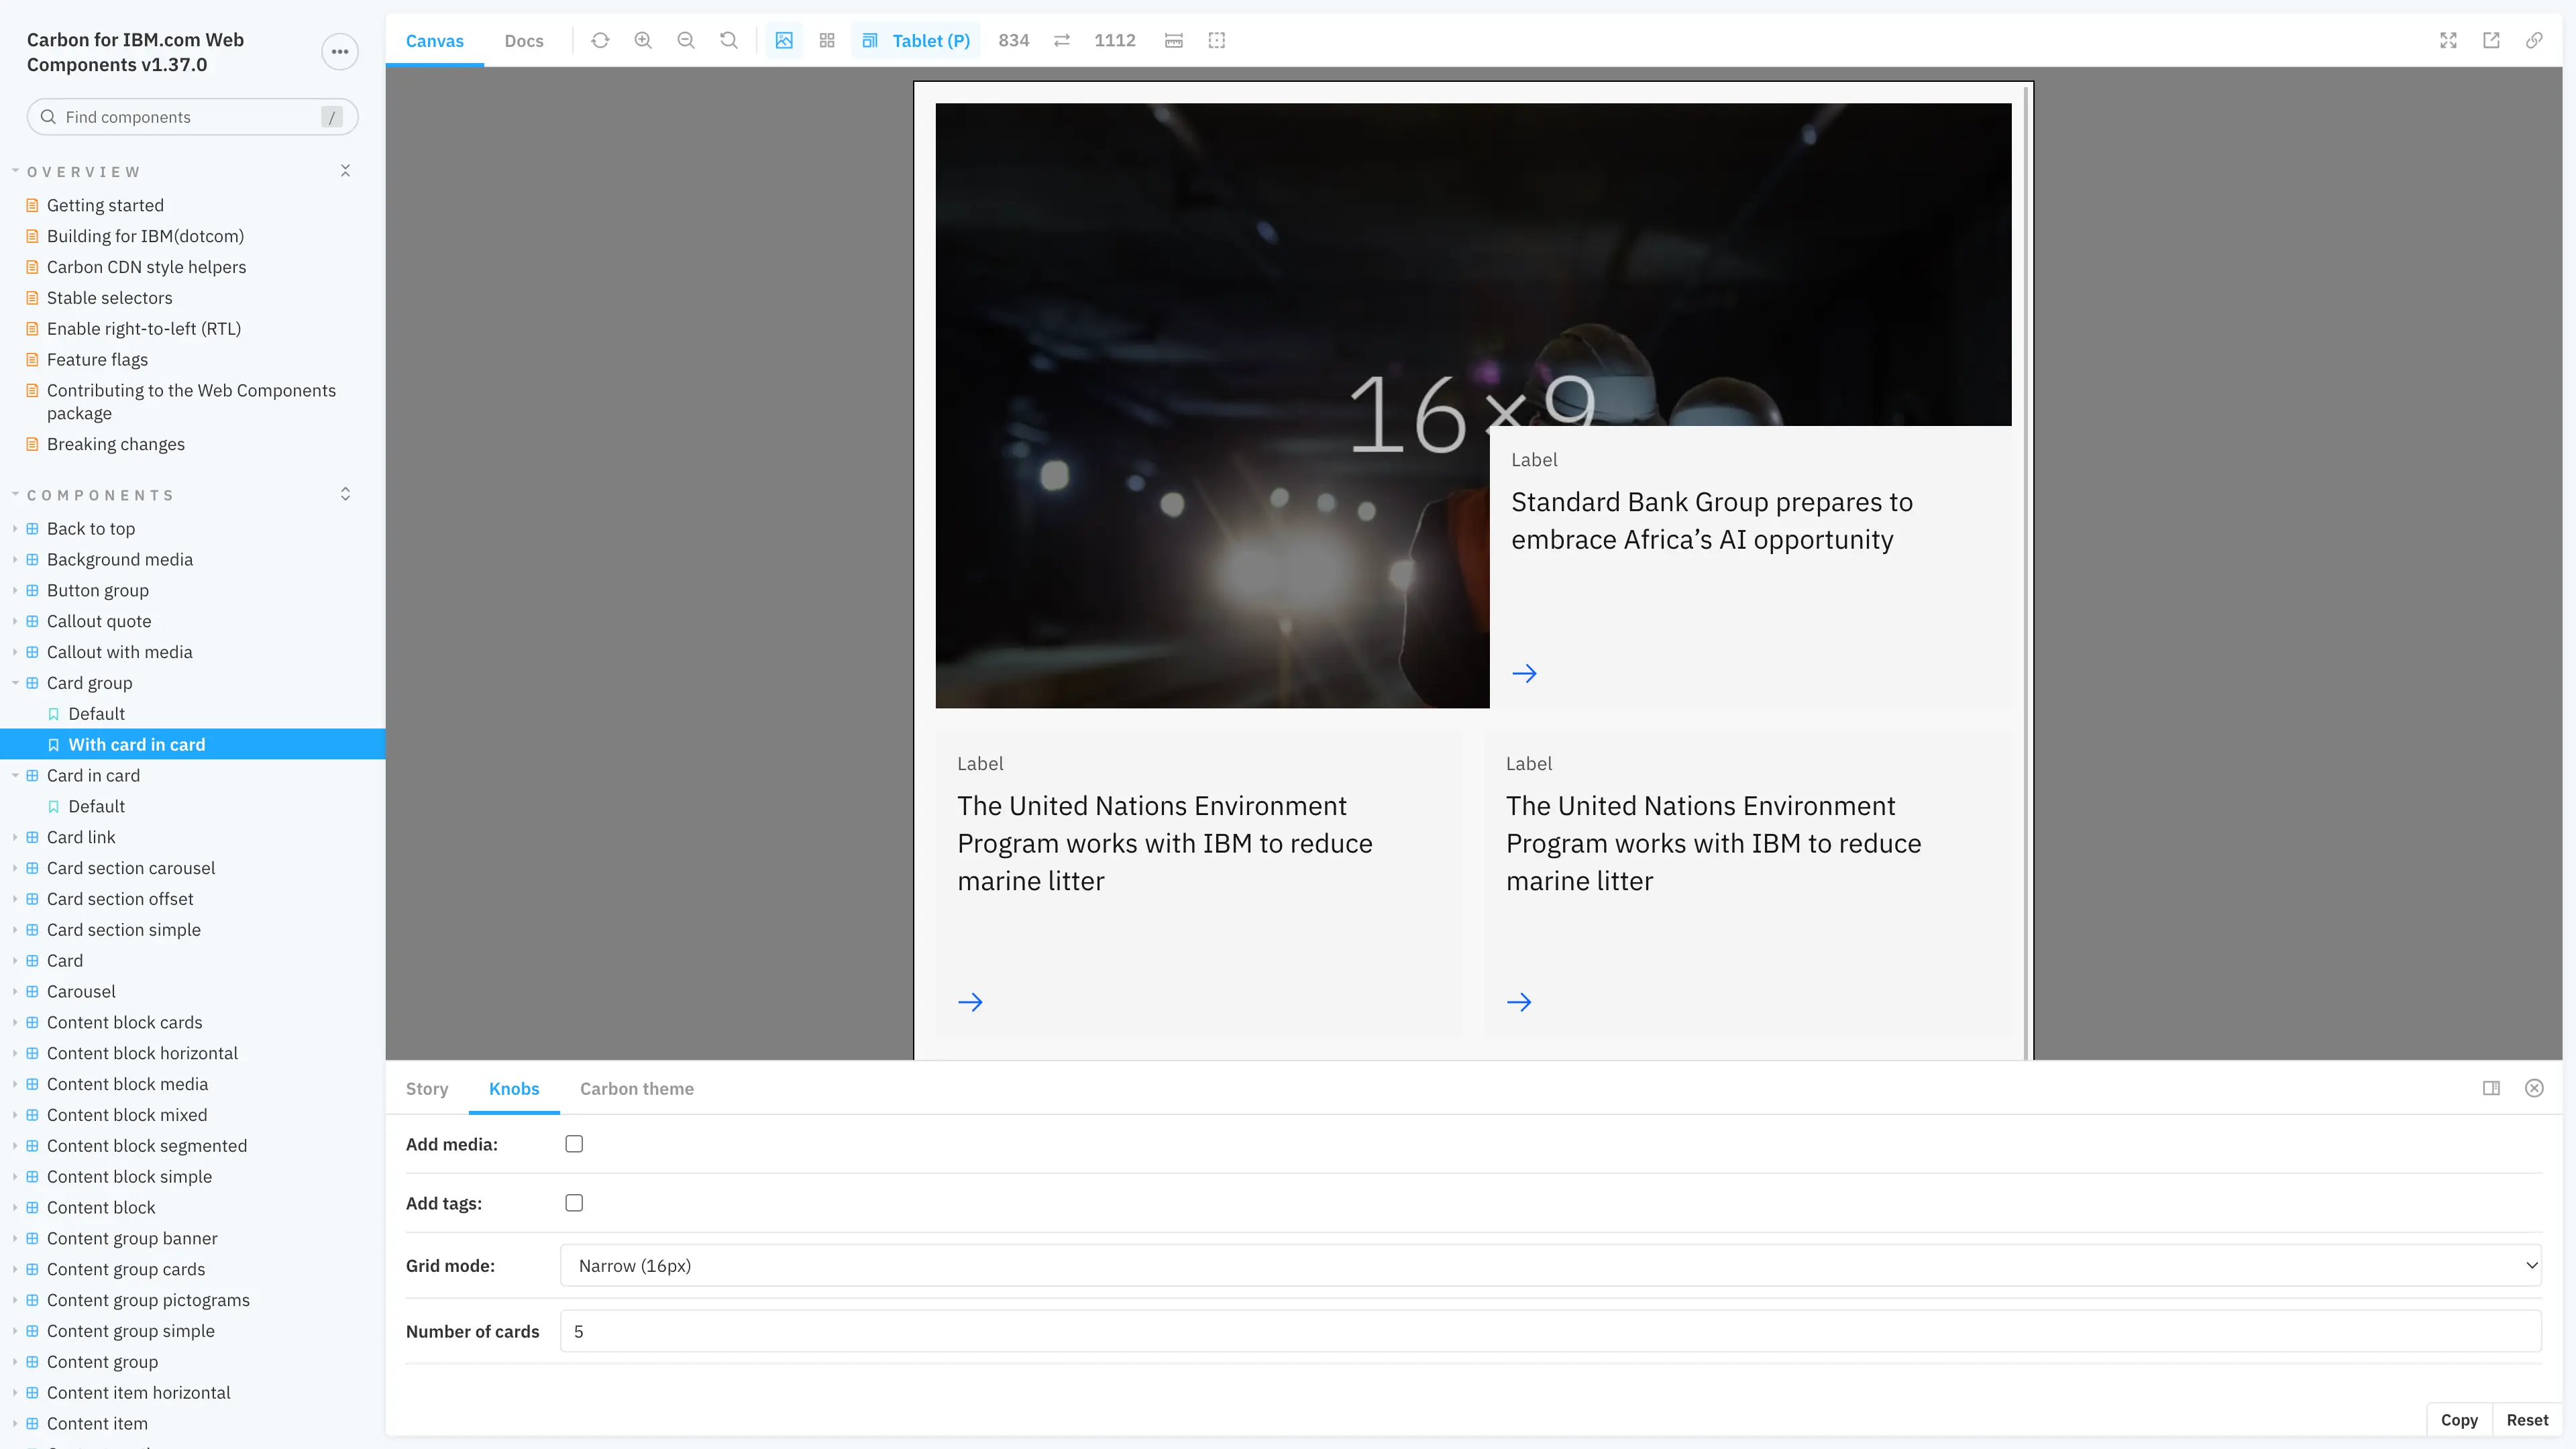 Carbon for IBM.com Web
Components v1.37.0
Find components
/
OVERVIEW
Getting started
Building for IBM(dotcom)
Carbon CDN style helpers
Stable selectors
Enable right-to-left (RTL)
Feature flags
Contributing to the Web Components
package
Breaking changes
COMPONENTS
Back to top
Background media
Button group
Callout quote
Callout with media
Card group
Default
With card in card
Card in card
Default
Card link
Card section carousel
Card section offset
Card section simple
Card
Carousel
Content block cards
Content block horizontal
Content block media
Content block mixed
Content block segmented
Content block simple
Content block
Content group banner
Content group cards
Content group pictograms
Content group simple
Content group
Content item horizontal
Content item
Canvas
Docs
Tablet (P)
834
1112
16×9
Label
Standard Bank Group prepares to
embrace Africa’s AI opportunity
Label
The United Nations Environment
Program works with IBM to reduce
marine litter
Label
The United Nations Environment
Program works with IBM to reduce
marine litter
Story
Knobs
Carbon theme
Add media:
Add tags:
Grid mode:
Narrow (16px)
Number of cards
5
Copy
Reset